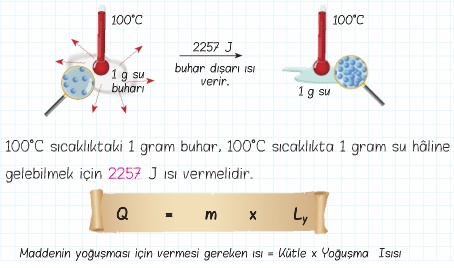 100°C
100°C
2257 J
1 g su
buharı
buhar dışarı ısı
verir.
1 g su
100°C sıcaklıktaki 1 gram buhar, 100°C sıcaklıkta 1 gram su hâline
gelebilmek için 2257 J ısı vermelidir.
Q = m x Ly
Maddenin yoğuşması için vermesi gereken ısı = Kütle x Yoğuşma Isısı